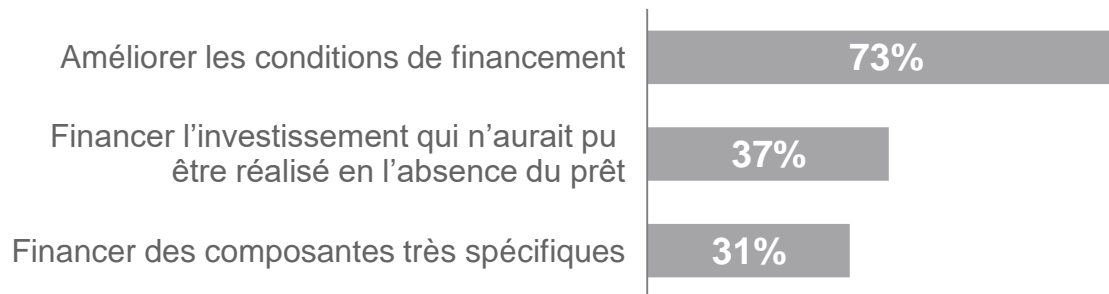 Améliorer les conditions de financement
73%
Financer l’investissement qui n’aurait pu
être réalisé en l’absence du prêt
37%
Financer des composantes très spécifiques
31%